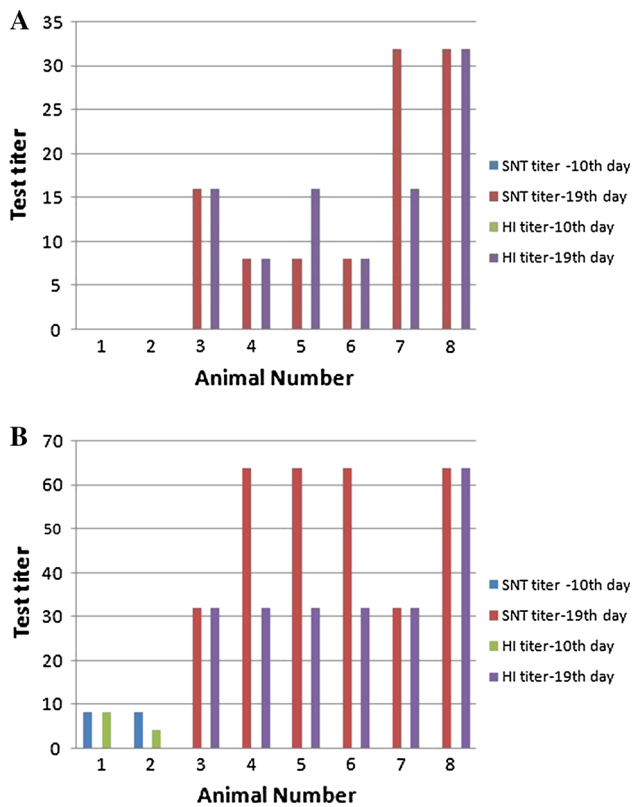 A
Test titer
35
30
25
20
15
10
5
0
1 2 3 4 5 6 7 8
Animal Number
SNT titer -10th day
SNT titer-19th day
HI titer-10th day
HI titer-19th day
B
Test titer
70
60
50
40
30
20
10
0
1 2 3 4 5 6 7 8
Animal Number
SNT titer -10th day
SNT titer-19th day
HI titer-10th day
HI titer-19th day